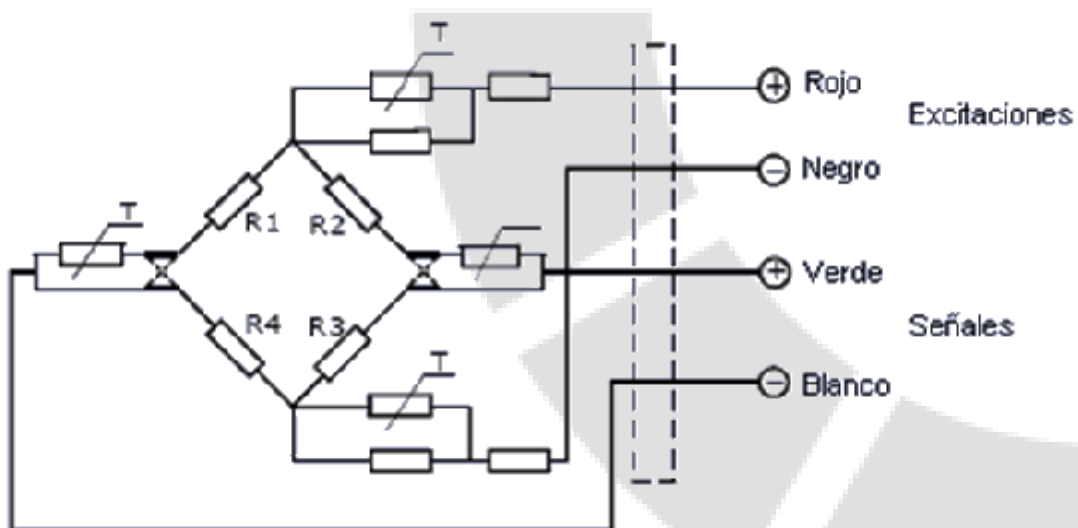 T
Rojo
Excitaciones
Negro
T
R1
R2
Verde
Señales
R4
R3
T
Blanco